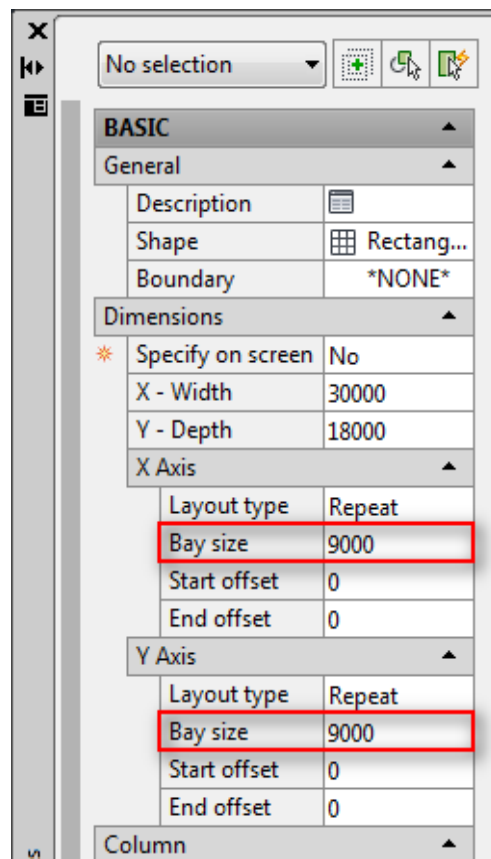 No selection
BASIC
General
Description
Shape Rectang...
Boundary *NONE*
Dimensions
Specify on screen No
X - Width 30000
Y - Depth 18000
X Axis
Layout type Repeat
Bay size 9000
Start offset 0
End offset 0
Y Axis
Layout type Repeat
Bay size 9000
Start offset 0
End offset 0
Column
s